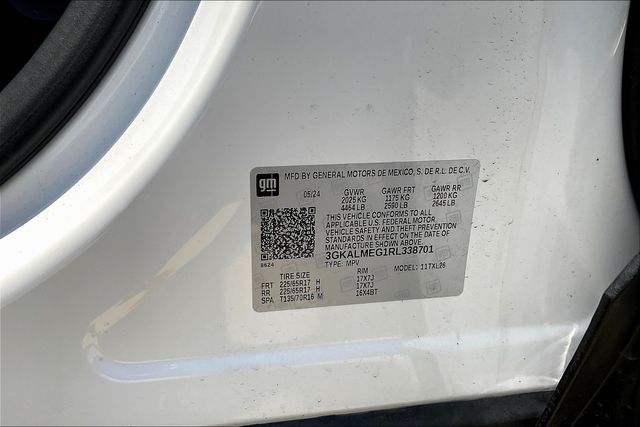 gm
MFD BY GENERAL MOTORS DE MEXICO, S. DE R.L. DE C.V.
05/24 GVWR GAWR FRT GAWR RR
2025 KG 1175 KG 1200 KG
4464 LB 2590 LB 2645 LB
THIS VEHICLE CONFORMS TO ALL
APPLICABLE U.S. FEDERAL MOTOR
VEHICLE SAFETY AND THEFT PREVENTION
STANDARDS IN EFFECT ON THE DATE OF
MANUFACTURE SHOWN ABOVE.
3GKALMEG1RL338701
8624 TYPE: MPV MODEL: 11TXL26
TIRE SIZE RIM
FRT 225/65R17 H 17X7J
RR 225/65R17 H 17X7J
SPA T135/70R16 M 16X4BT